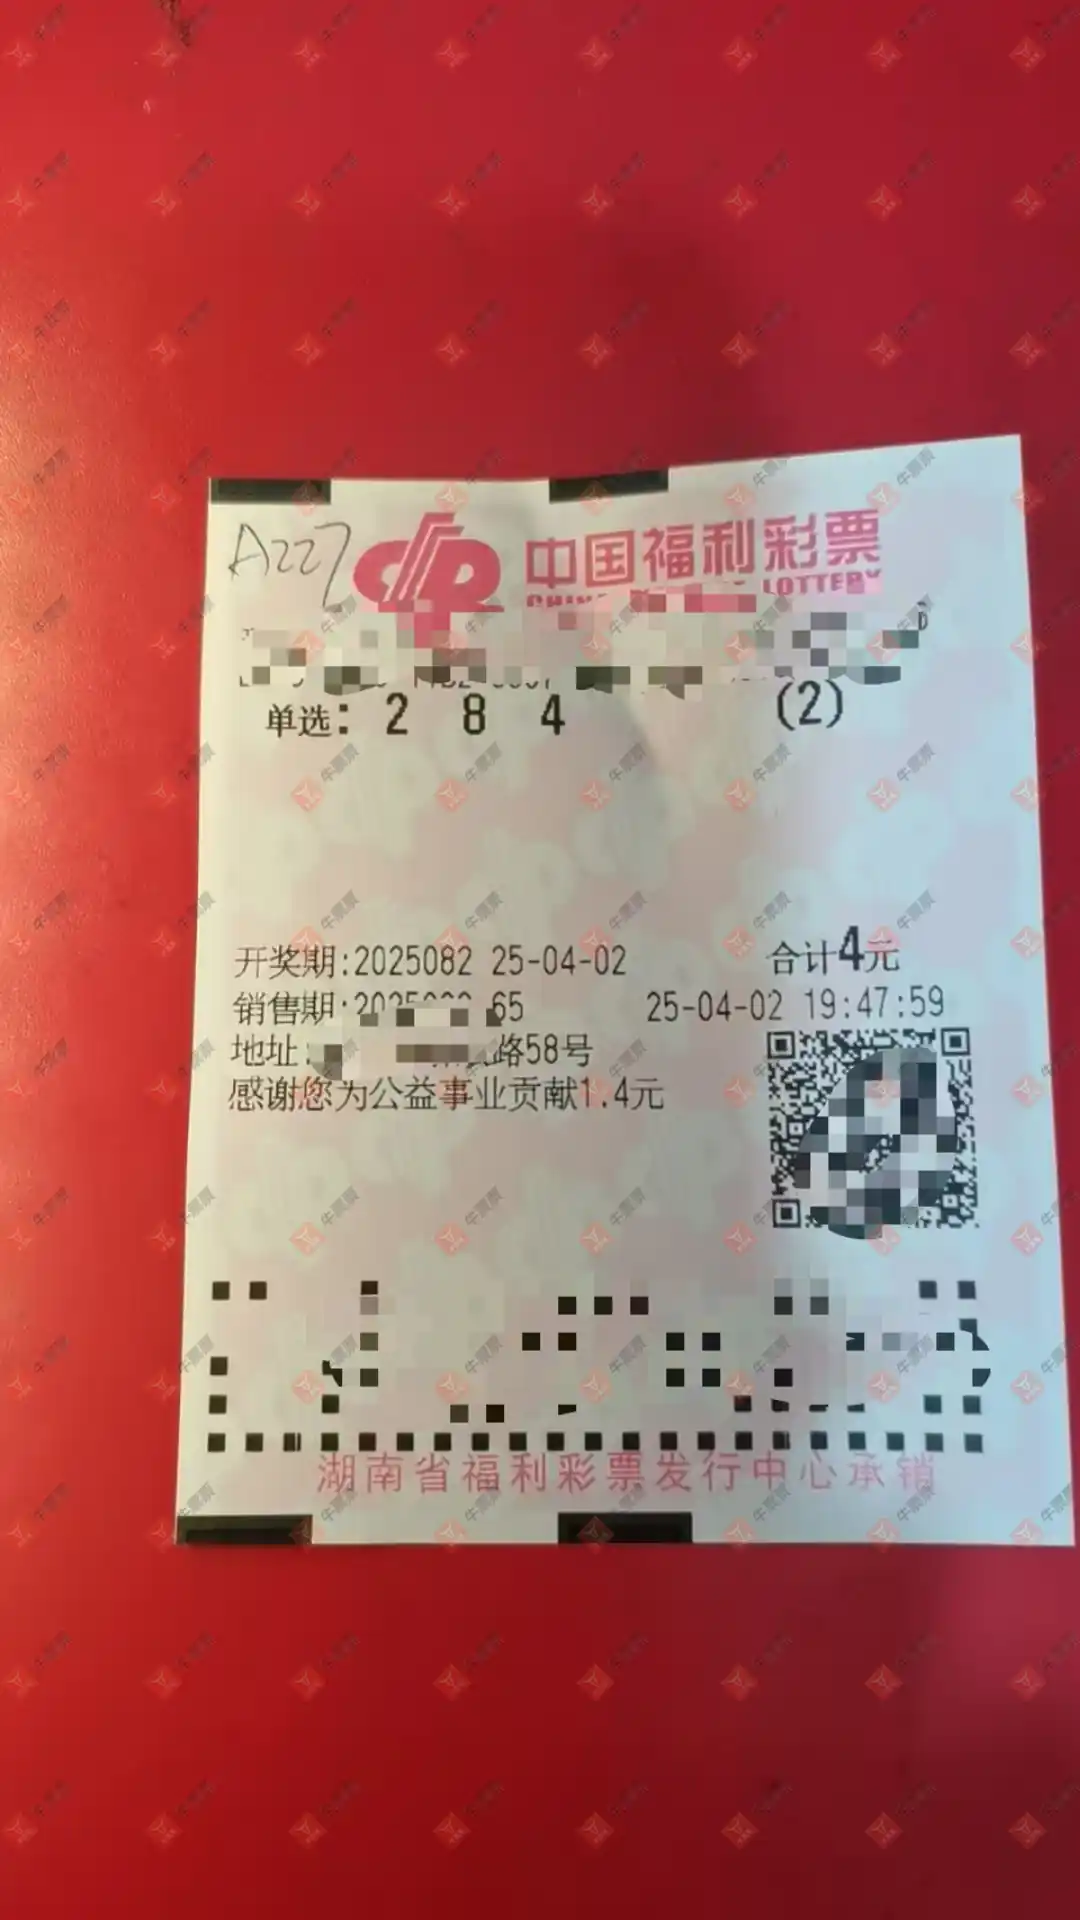 A227
中国福利彩票
LOTTERY
单选: 2 8 4 (2)
开奖期:2025082 25-04-02 合计4元
销售期: 65 25-04-02 19:47:59
地址: 路58号
感谢您为公益事业贡献1.4元
湖南省福利彩票发行中心承销
牛票票